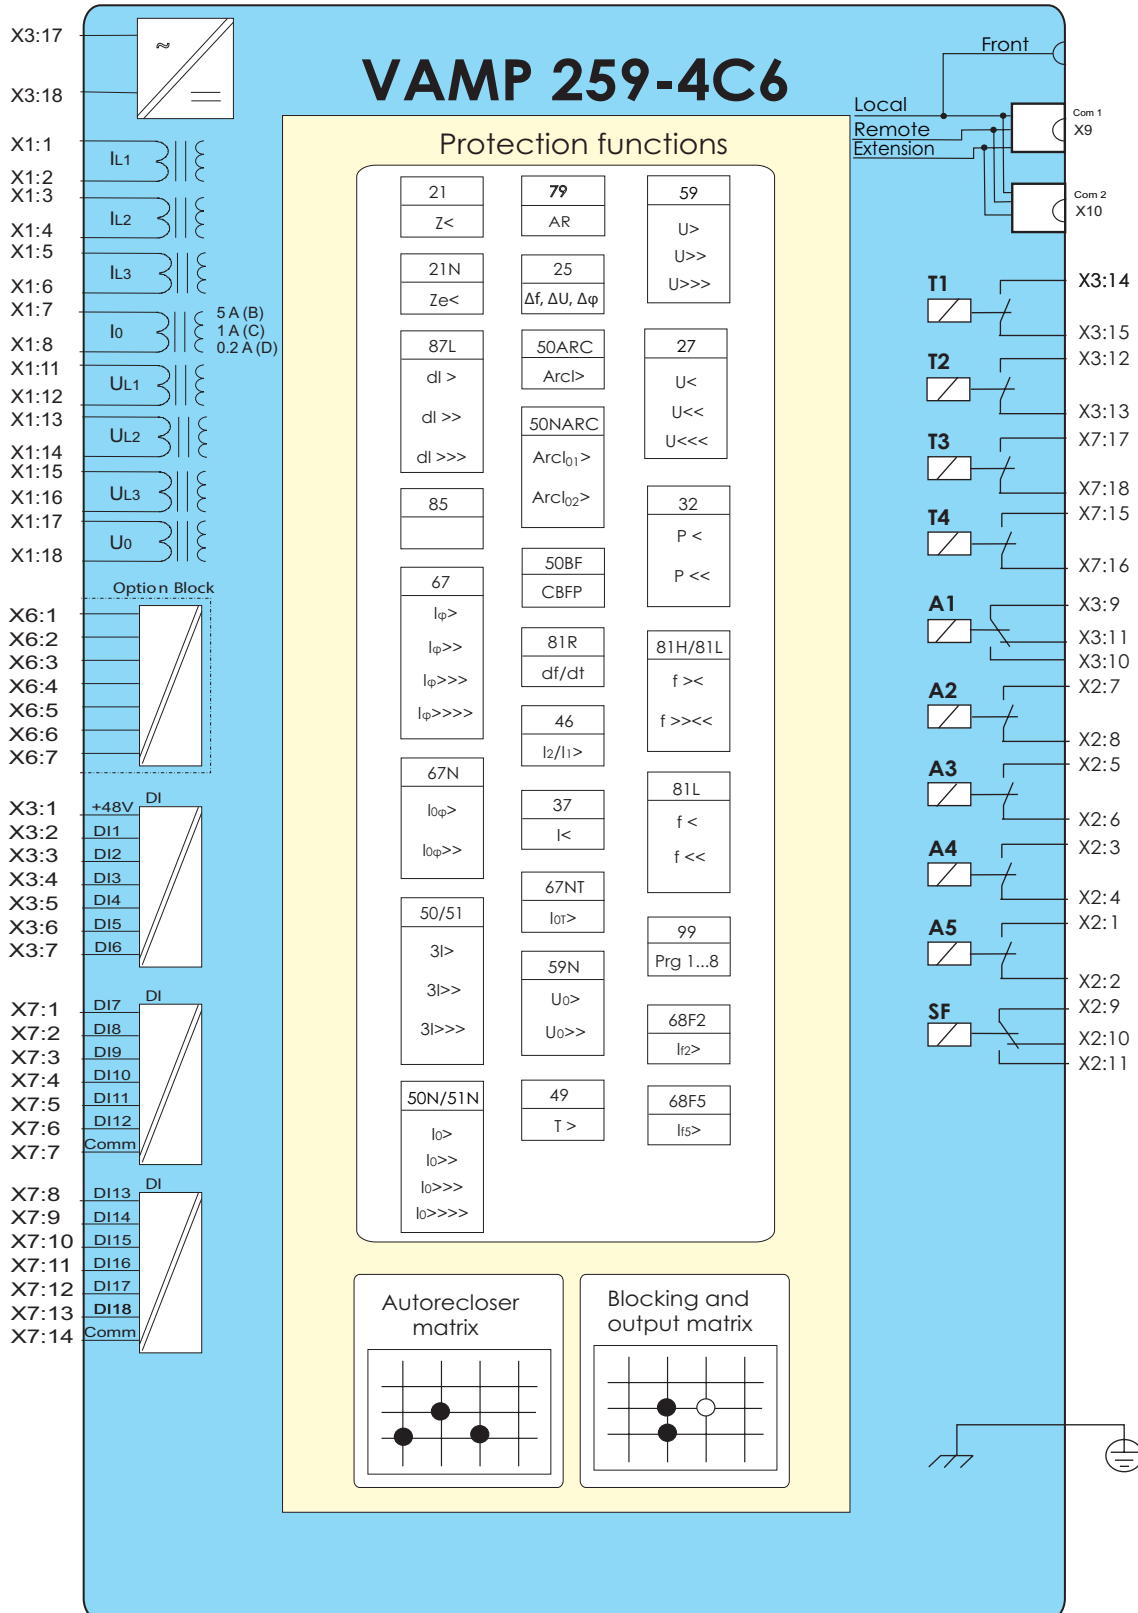 VAMP 259-4C6
Protection functions
X3:17
X3:18
~
X1:1
X1:2
IL1
X1:3
X1:4
IL2
X1:5
X1:6
IL3
X1:7
X1:8
I0
5 A (B)
1 A (C)
0.2 A (D)
X1:11
X1:12
UL1
X1:13
X1:14
UL2
X1:15
X1:16
UL3
X1:17
X1:18
U0
Option Block
X6:1
X6:2
X6:3
X6:4
X6:5
X6:6
X6:7
DI
X3:1 +48V
X3:2 DI1
X3:3 DI2
X3:4 DI3
X3:5 DI4
X3:6 DI5
X3:7 DI6
DI
X7:1 DI7
X7:2 DI8
X7:3 DI9
X7:4 DI10
X7:5 DI11
X7:6 DI12
X7:7 Comm
DI
X7:8 DI13
X7:9 DI14
X7:10 DI15
X7:11 DI16
X7:12 DI17
X7:13 DI18
X7:14 Comm
21
Z<
21N
Ze<
87L
dI >
dI >>
dI >>>
85
67
Iφ>
Iφ>>
Iφ>>>
Iφ>>>>
67N
I0φ>
I0φ>>
50/51
3I>
3I>>
3I>>>
50N/51N
I0>
I0>>
I0>>>
I0>>>>
79
AR
25
Δf, ΔU, Δφ
50ARC
ArcI>
50NARC
ArcI01>
ArcI02>
50BF
CBFP
81R
df/dt
46
I2/I1>
37
I<
67NT
I0T>
59N
U0>
U0>>
49
T >
59
U>
U>>
U>>>
27
U<
U<<
U<<<
32
P <
P <<
81H/81L
f ><
f >><<
81L
f <
f <<
99
Prg 1...8
68F2
If2>
68F5
If5>
Autorecloser
matrix
Blocking and
output matrix
Front
Local
Remote
Extension
Com 1
X9
Com 2
X10
T1
X3:14
X3:15
T2
X3:12
X3:13
T3
X7:17
X7:18
T4
X7:15
X7:16
A1
X3:9
X3:11
X3:10
A2
X2:7
X2:8
A3
X2:5
X2:6
A4
X2:3
X2:4
A5
X2:1
X2:2
SF
X2:9
X2:10
X2:11